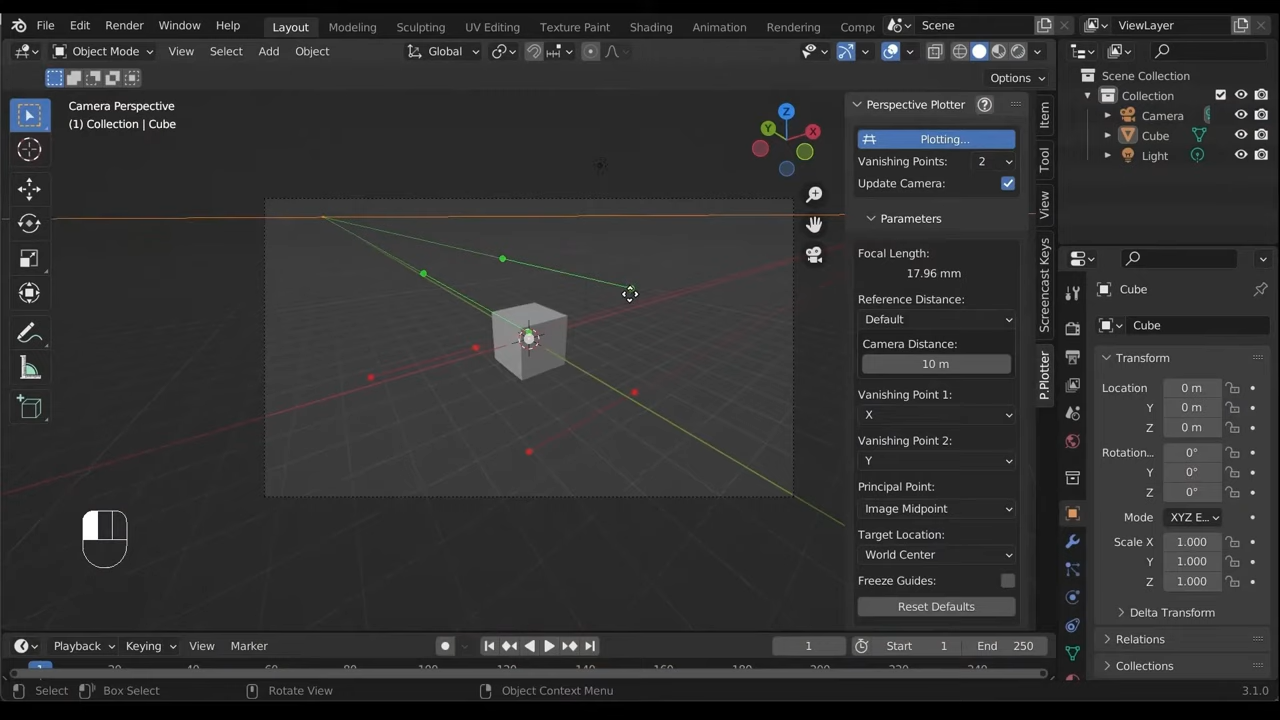 File Edit Render Window Help Layout Modeling Sculpting UV Editing Texture Paint Shading Animation Rendering Compo Scene ViewLayer
Object Mode View Select Add Object Global
Options
Camera Perspective
(1) Collection | Cube
Z
Y
X
Perspective Plotter ?
Plotting...
Vanishing Points: 2
Update Camera:
Parameters
Focal Length:
17.96 mm
Reference Distance:
Default
Camera Distance:
10 m
Vanishing Point 1:
X
Vanishing Point 2:
Y
Principal Point:
Image Midpoint
Target Location:
World Center
Freeze Guides:
Reset Defaults
Item
Tool
View
Screencast Keys
P.Plotter
Scene Collection
Collection
Camera
Cube
Light
Cube
Cube
Transform
Location 0 m
Y 0 m
Z 0 m
Rotation... 0°
Y 0°
Z 0°
Mode XYZ E...
Scale X 1.000
Y 1.000
Z 1.000
Delta Transform
Relations
Collections
Playback Keying View Marker 1 Start 1 End 250
1
Select Box Select Rotate View Object Context Menu 3.1.0